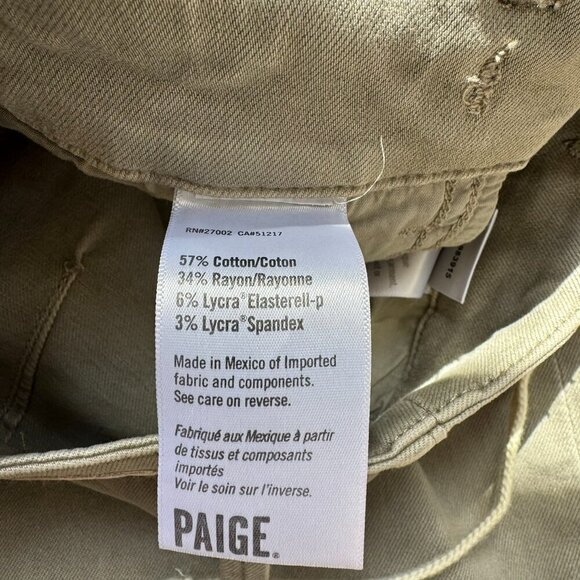 RN#27002 CA#51217
57% Cotton/Coton
34% Rayon/Rayonne
6% Lycra® Elasterell-p
3% Lycra® Spandex
Made in Mexico of Imported
fabric and components.
See care on reverse.
Fabriqué aux Mexique à partir
de tissus et composants
importés
Voir le soin sur l'inverse.
PAIGE®